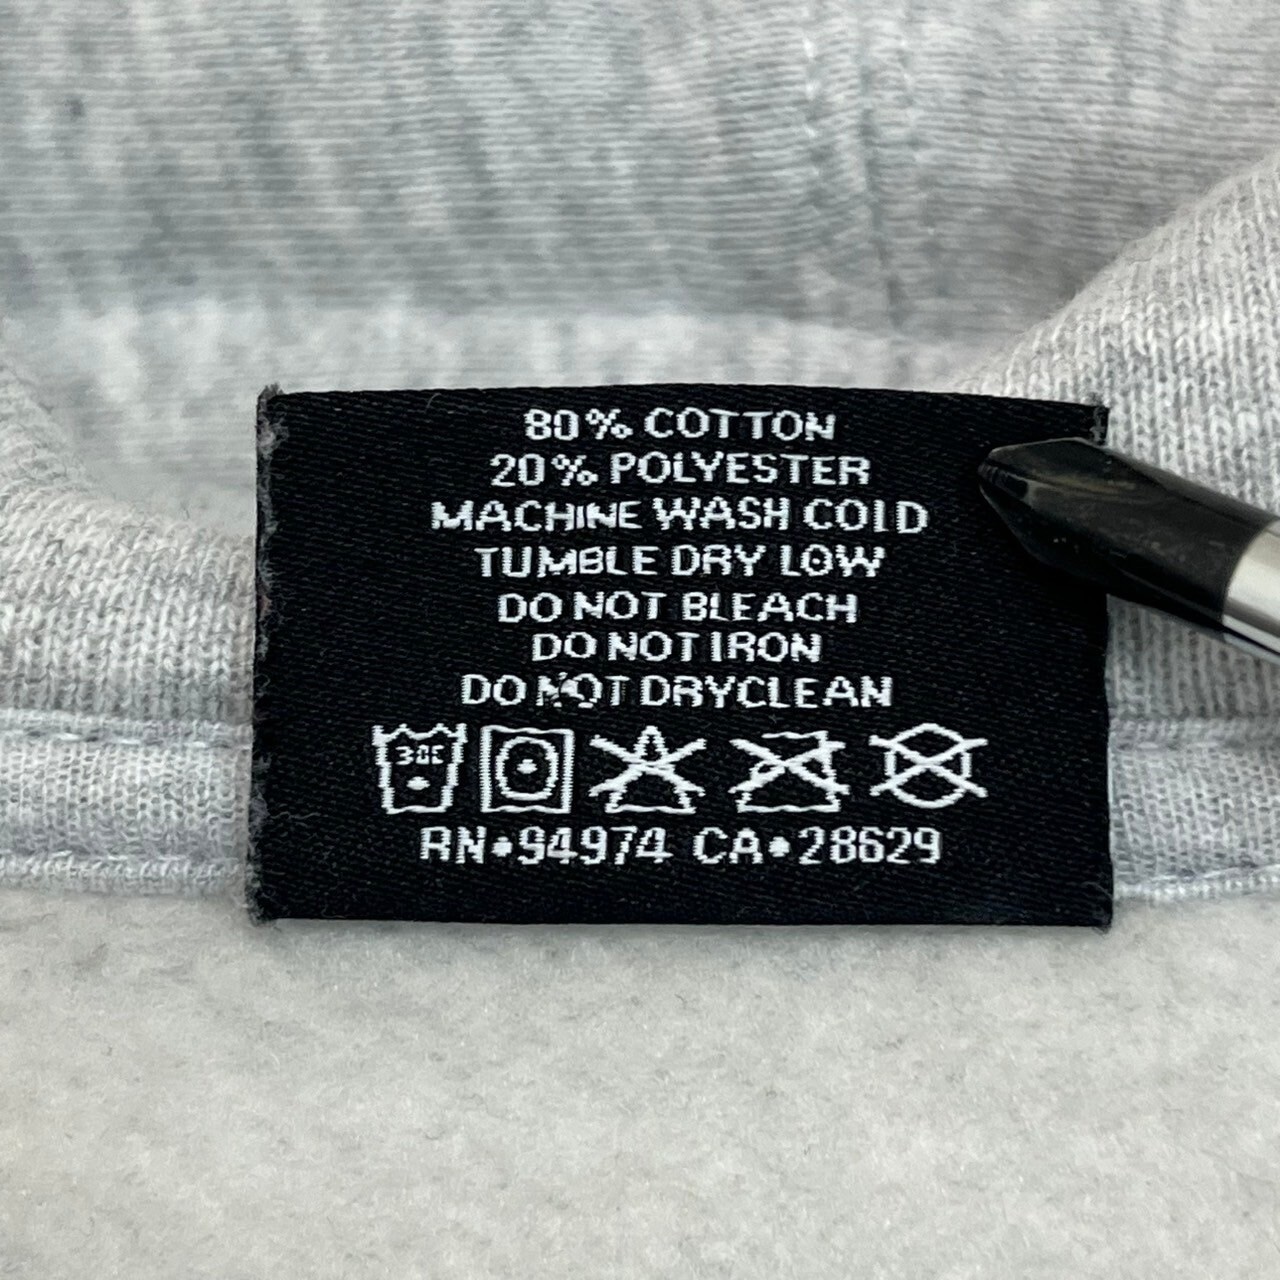 80% COTTON
20% POLYESTER
MACHINE WASH COLD
TUMBLE DRY LOW
DO NOT BLEACH
DO NOT IRON
DO NOT DRYCLEAN
30C
RN•94974 CA•28629